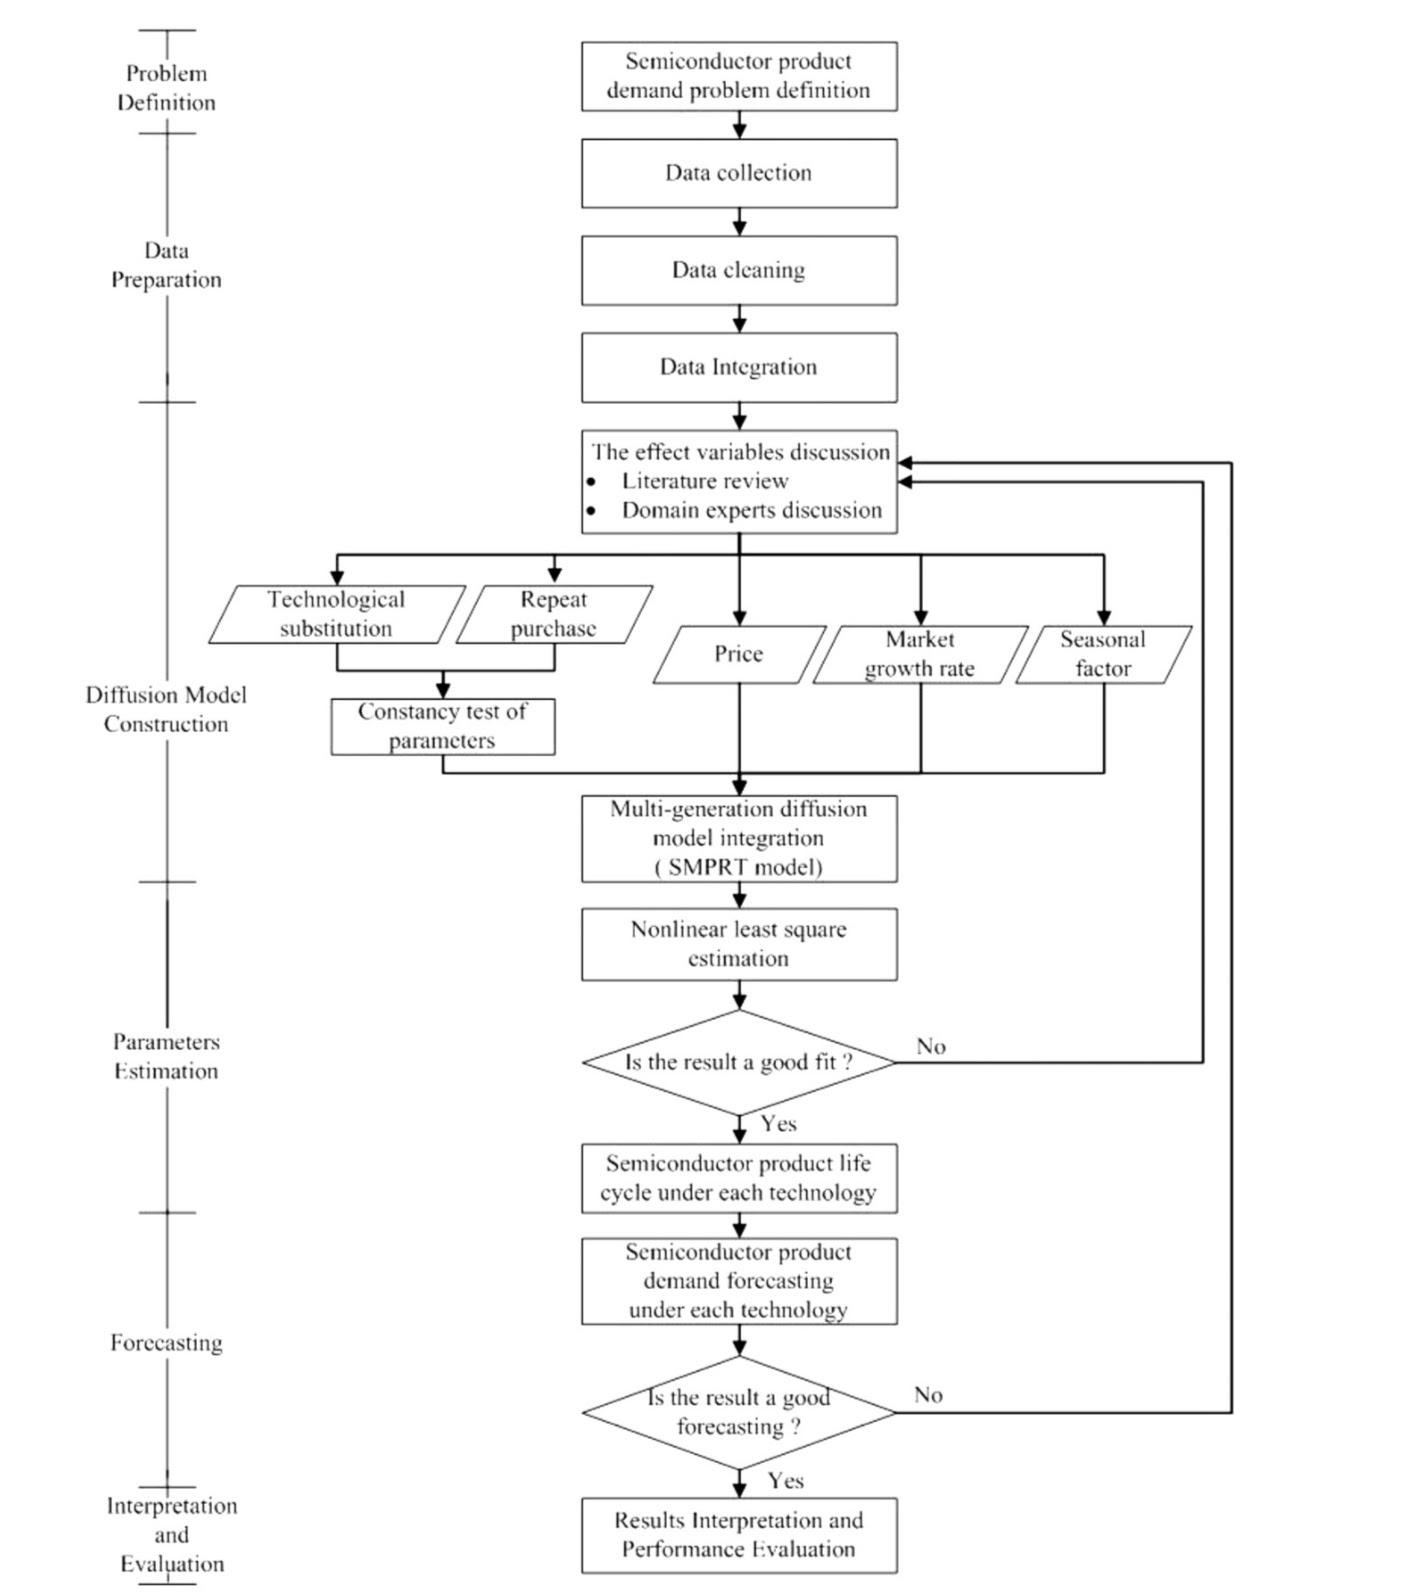 Problem
Definition
Semiconductor product
demand problem definition
Data collection
Data
Preparation
Data cleaning
Data Integration
The effect variables discussion
• Literature review
• Domain experts discussion
Technological
substitution
Repeat
purchase
Price
Market
growth rate
Seasonal
factor
Diffusion Model
Construction
Constancy test of
parameters
Multi-generation diffusion
model integration
( SMPRT model)
Nonlinear least square
estimation
Parameters
Estimation
Is the result a good fit ?
No
Yes
Semiconductor product life
cycle under each technology
Semiconductor product
demand forecasting
under each technology
Forecasting
Is the result a good
forecasting ?
No
Yes
Interpretation
and
Evaluation
Results Interpretation and
Performance Evaluation